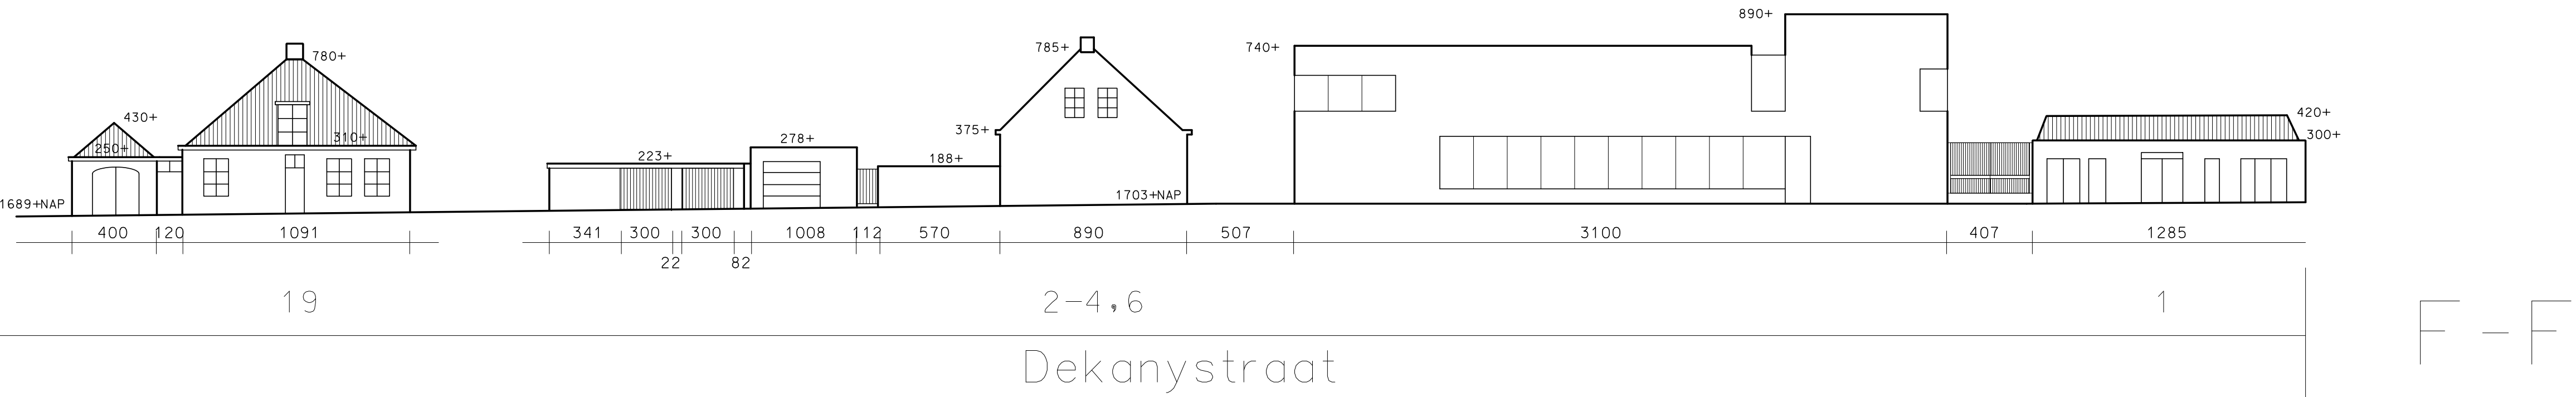 890+
740+
785+
780+
430+
420+
375+
300+
310+
278+
250+
223+
188+
1703+NAP
1689+NAP
400 120 1091 341 300 300 1008 112 570 890 507 3100 407 1285
22 82
19 2-4,6 1
F-F
Dekanystraat